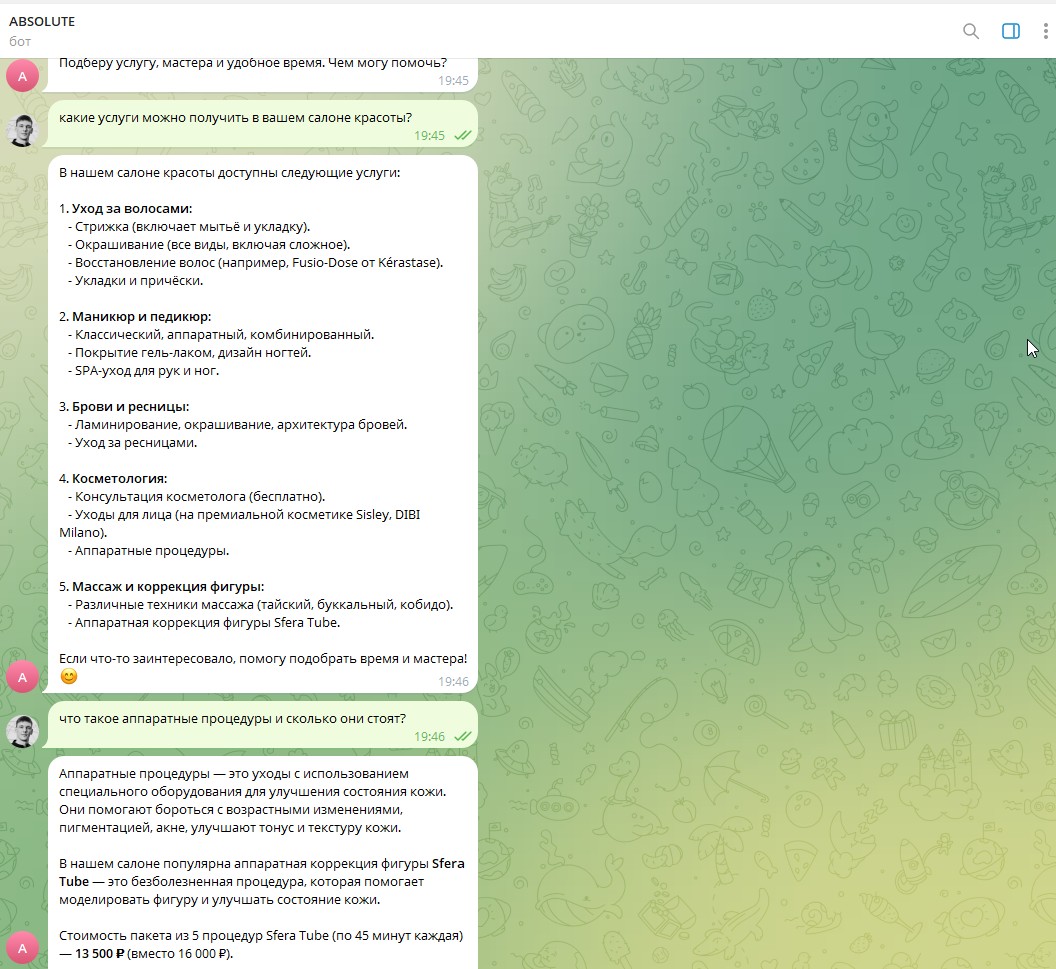 ABSOLUTE
бот
Подберу услугу, мастера и удобное время. Чем могу помочь?
19:45
A
какие услуги можно получить в вашем салоне красоты?
19:45
В нашем салоне красоты доступны следующие услуги:
1. Уход за волосами:
- Стрижка (включает мытьё и укладку).
- Окрашивание (все виды, включая сложное).
- Восстановление волос (например, Fusio-Dose от Kérastase).
- Укладки и причёски.
2. Маникюр и педикюр:
- Классический, аппаратный, комбинированный.
- Покрытие гель-лаком, дизайн ногтей.
- SPA-уход для рук и ног.
3. Брови и ресницы:
- Ламинирование, окрашивание, архитектура бровей.
- Уход за ресницами.
4. Косметология:
- Консультация косметолога (бесплатно).
- Уходы для лица (на премиальной косметике Sisley, DIBI
Milano).
- Аппаратные процедуры.
5. Массаж и коррекция фигуры:
- Различные техники массажа (тайский, буккальный, кобидо).
- Аппаратная коррекция фигуры Sfera Tube.
Если что-то заинтересовало, помогу подобрать время и мастера!
😊
19:46
A
что такое аппаратные процедуры и сколько они стоят?
19:46
Аппаратные процедуры — это уходы с использованием
специального оборудования для улучшения состояния кожи.
Они помогают бороться с возрастными изменениями,
пигментацией, акне, улучшают тонус и текстуру кожи.
В нашем салоне популярна аппаратная коррекция фигуры Sfera
Tube — это безболезненная процедура, которая помогает
моделировать фигуру и улучшать состояние кожи.
Стоимость пакета из 5 процедур Sfera Tube (по 45 минут каждая)
— 13 500 ₽ (вместо 16 000 ₽).
A